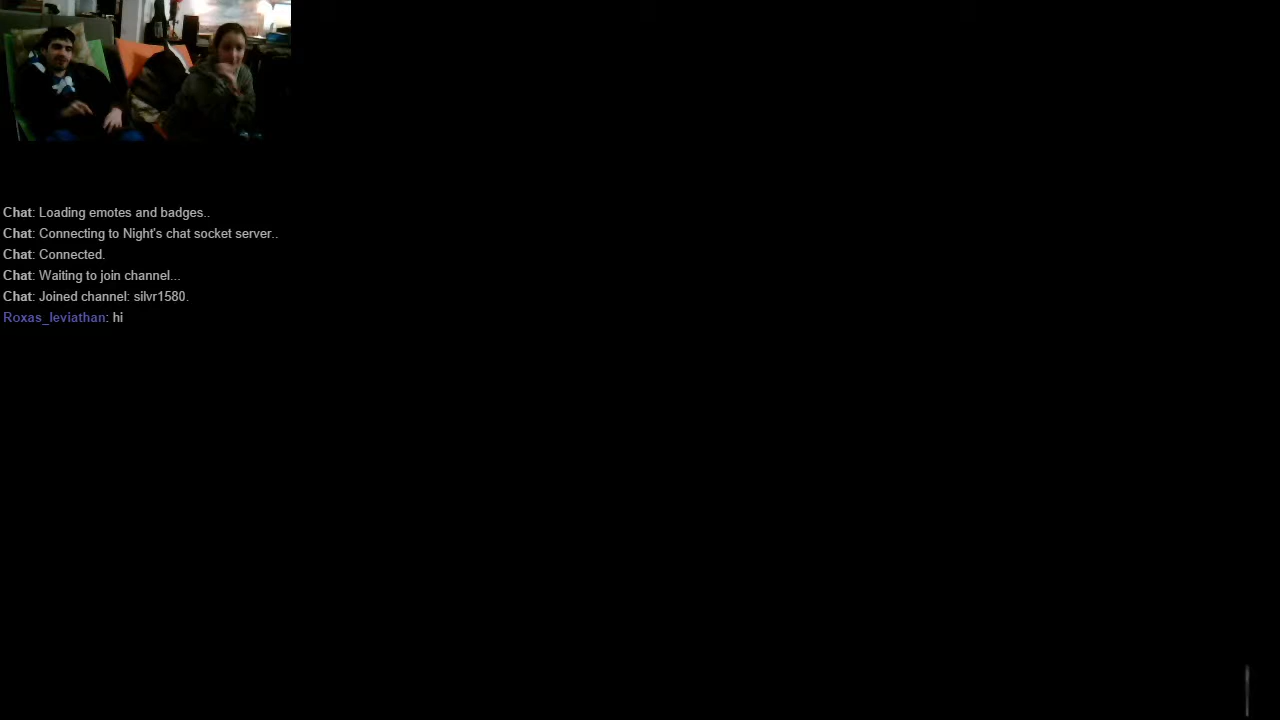 Chat: Loading emotes and badges..
Chat: Connecting to Night's chat socket server..
Chat: Connected.
Chat: Waiting to join channel...
Chat: Joined channel: silvr1580.
Roxas_leviathan: hi